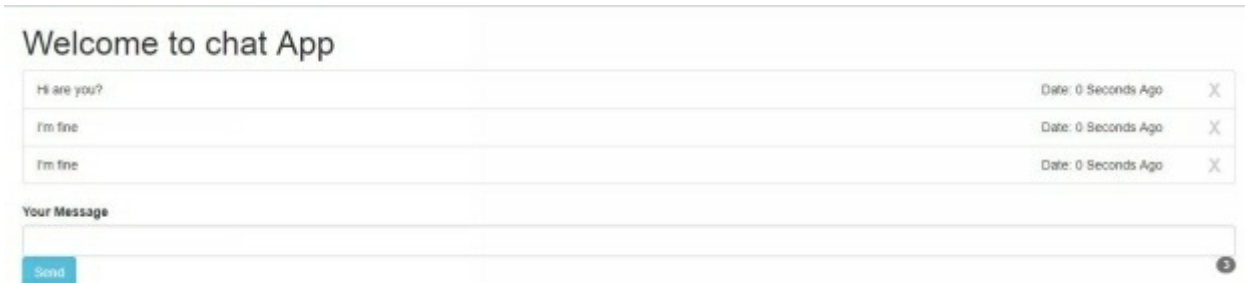 Welcome to chat App
Hi are you? Date: 0 Seconds Ago X
I'm fine Date: 0 Seconds Ago X
I'm fine Date: 0 Seconds Ago X
Your Message
Send 3